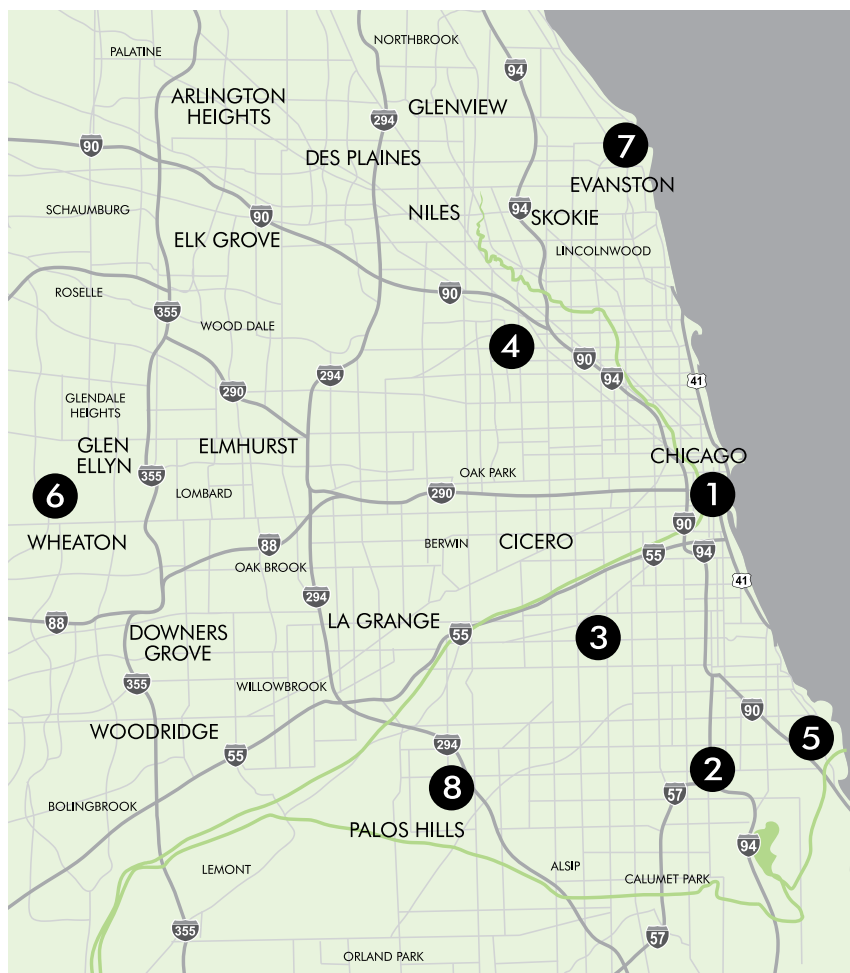 NORTHBROOK
PALATINE
94
ARLINGTON
HEIGHTS
GLENVIEW
294
90
7
DES PLAINES
EVANSTON
SCHAUMBURG
90
NILES
94
SKOKIE
ELK GROVE
LINCOLNWOOD
ROSELLE
90
355
WOOD DALE
4
90
294
94
41
290
GLENDALE
HEIGHTS
GLEN
ELLYN
ELMHURST
CHICAGO
355
OAK PARK
6
LOMBARD
290
1
90
WHEATON
88
BERWIN
CICERO
55
94
OAK BROOK
41
294
88
LA GRANGE
DOWNERS
GROVE
55
3
355
WILLOWBROOK
90
WOODRIDGE
55
294
5
2
8
57
BOLINGBROOK
PALOS HILLS
94
LEMONT
ALSIP
CALUMET PARK
355
57
ORLAND PARK